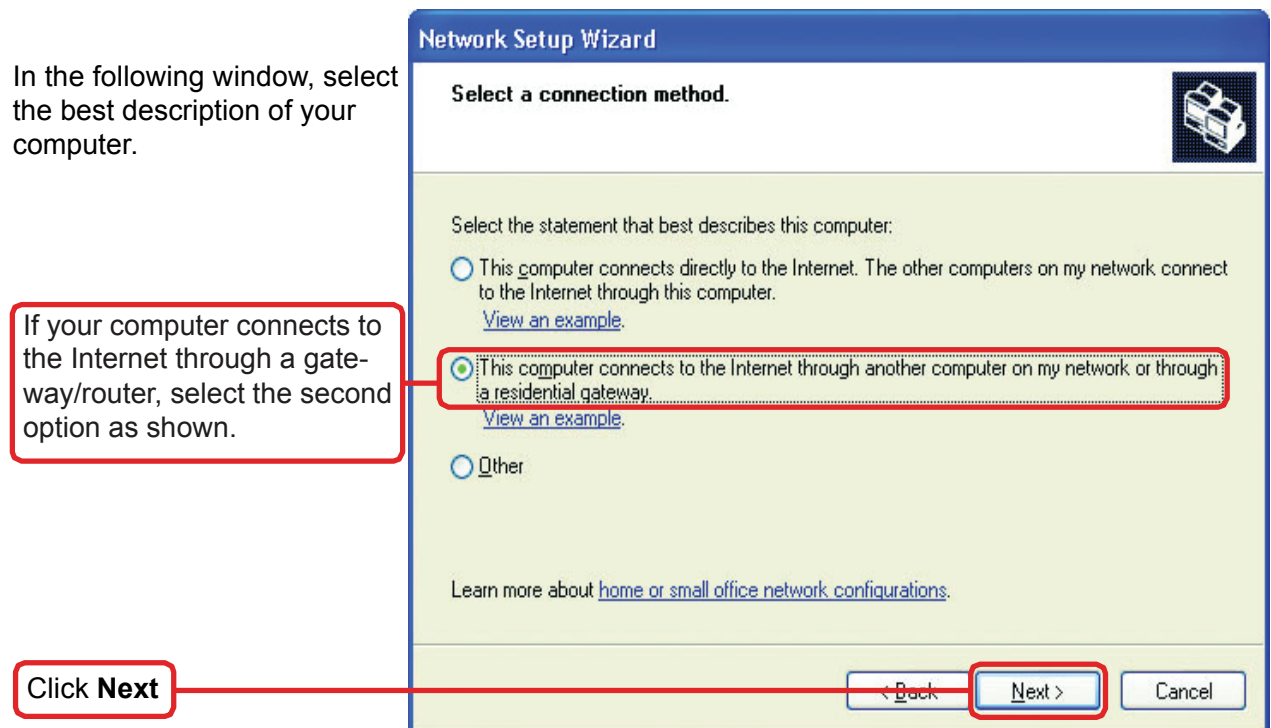 In the following window, select
the best description of your
computer.
If your computer connects to
the Internet through a gate-
way/router, select the second
option as shown.
Click Next
Network Setup Wizard
Select a connection method.
Select the statement that best describes this computer:
This computer connects directly to the Internet. The other computers on my network connect
to the Internet through this computer.
View an example.
This computer connects to the Internet through another computer on my network or through
a residential gateway.
View an example.
Other
Learn more about home or small office network configurations.
< Back
Next >
Cancel